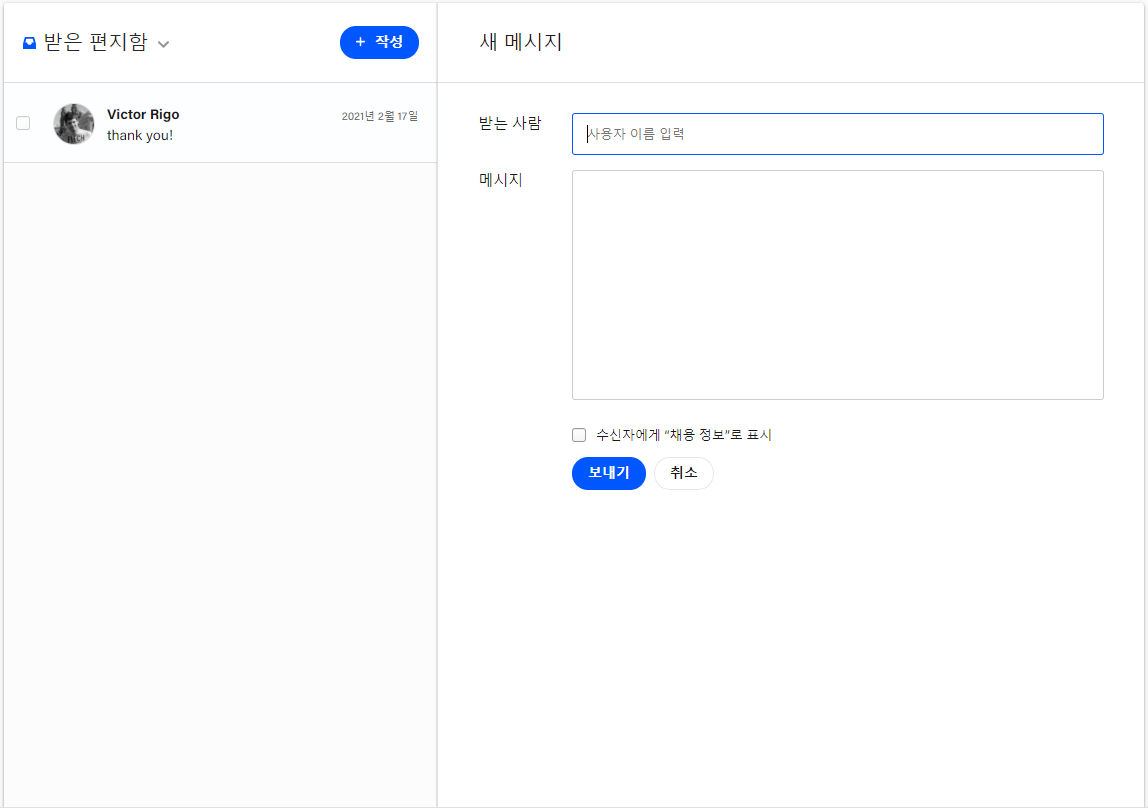 받은 편지함
+ 작성
Victor Rigo
2021년 2월 17일
thank you!
새 메시지
받는 사람
사용자 이름 입력
메시지
수신자에게 “채용 정보”로 표시
보내기
취소